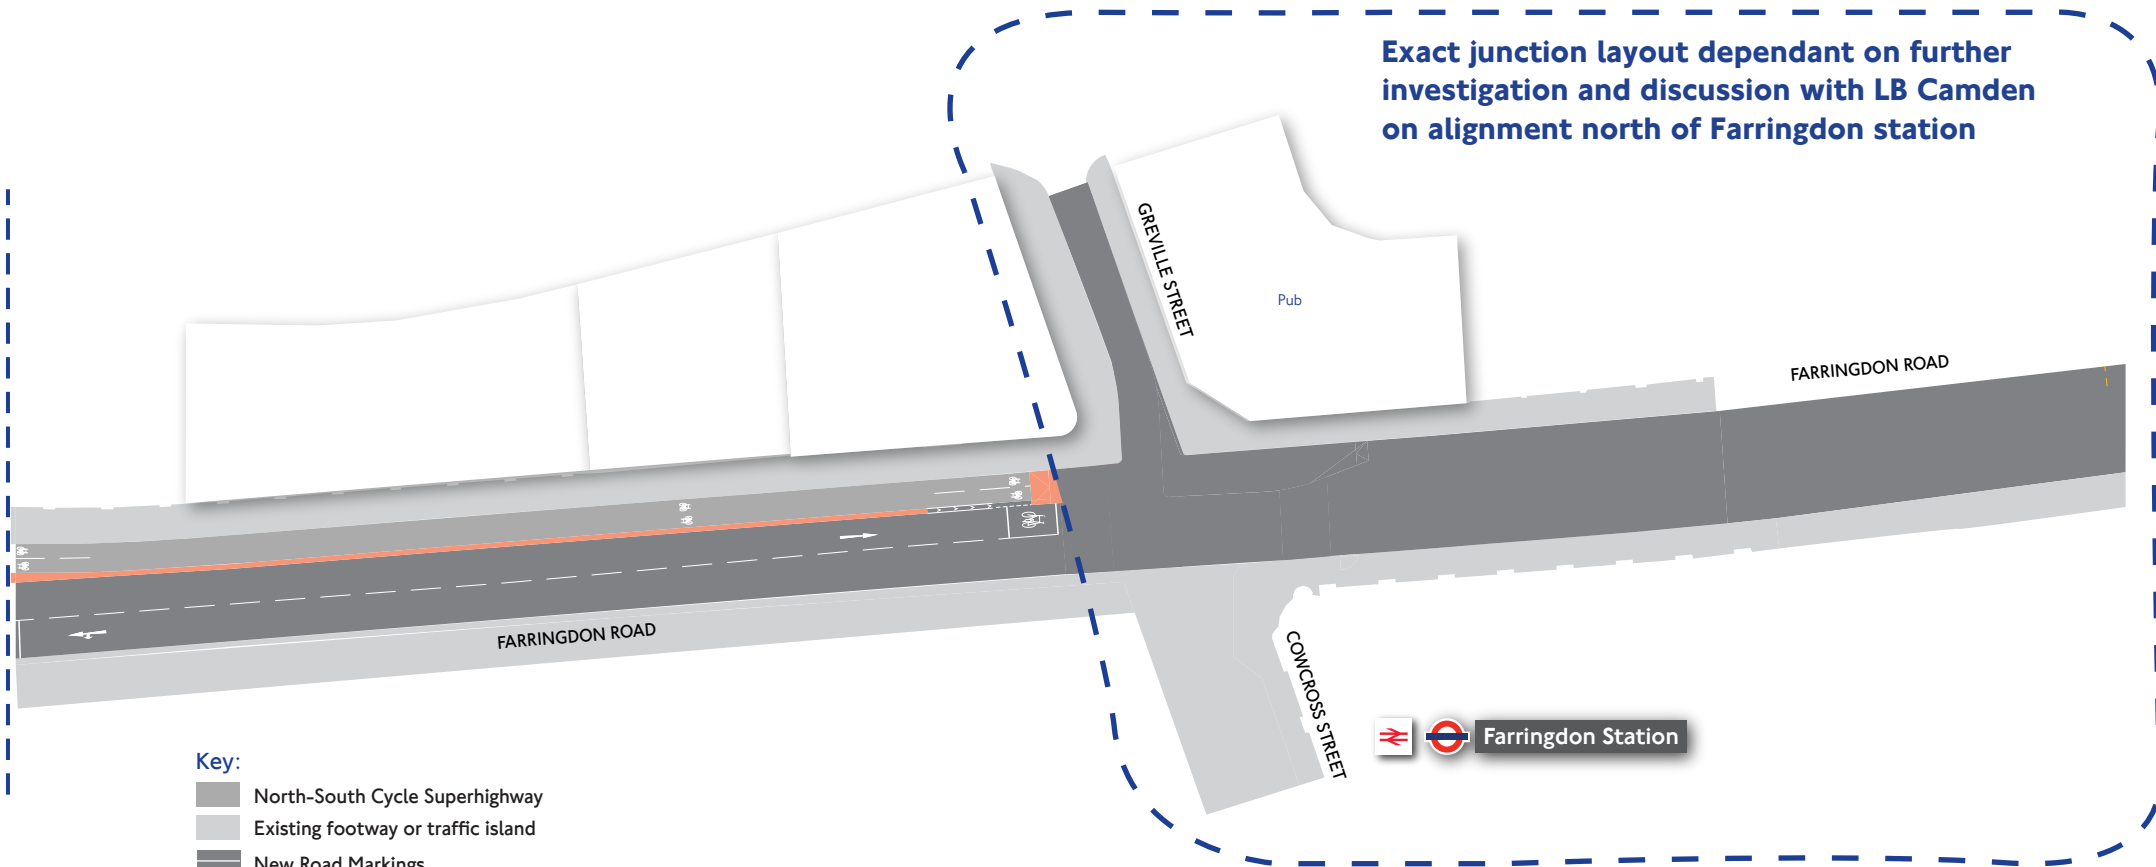 Exact junction layout dependant on further
investigation and discussion with LB Camden
on alignment north of Farringdon station
GREVILLE STREET
Pub
FARRINGDON ROAD
FARRINGDON ROAD
COWCROSS STREET
Farringdon Station
Key:
North-South Cycle Superhighway
Existing footway or traffic island
New Road Markings